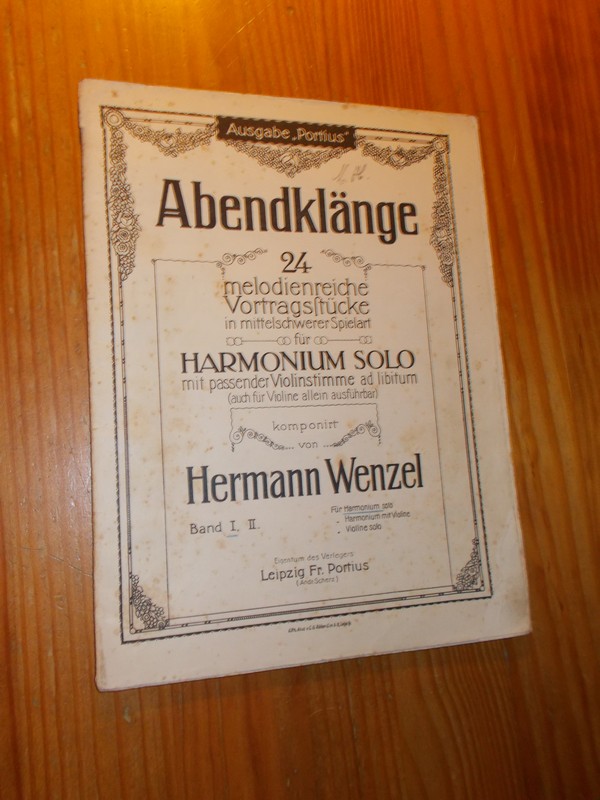 Ausgabe „Portius“
Abendklänge
24
melodienreiche
Vortragsſtücke
in mittelschwerer Spielart
für
HARMONIUM SOLO
mit passender Violinstimme ad libitum
(auch für Violine allein ausführbar)
komponirt
von
Hermann Wenzel
Band I. II.
Für Harmonium solo
„ Harmonium mit Violine
„ Violine solo
Eigentum des Verlegers
Leipzig Fr. Portius